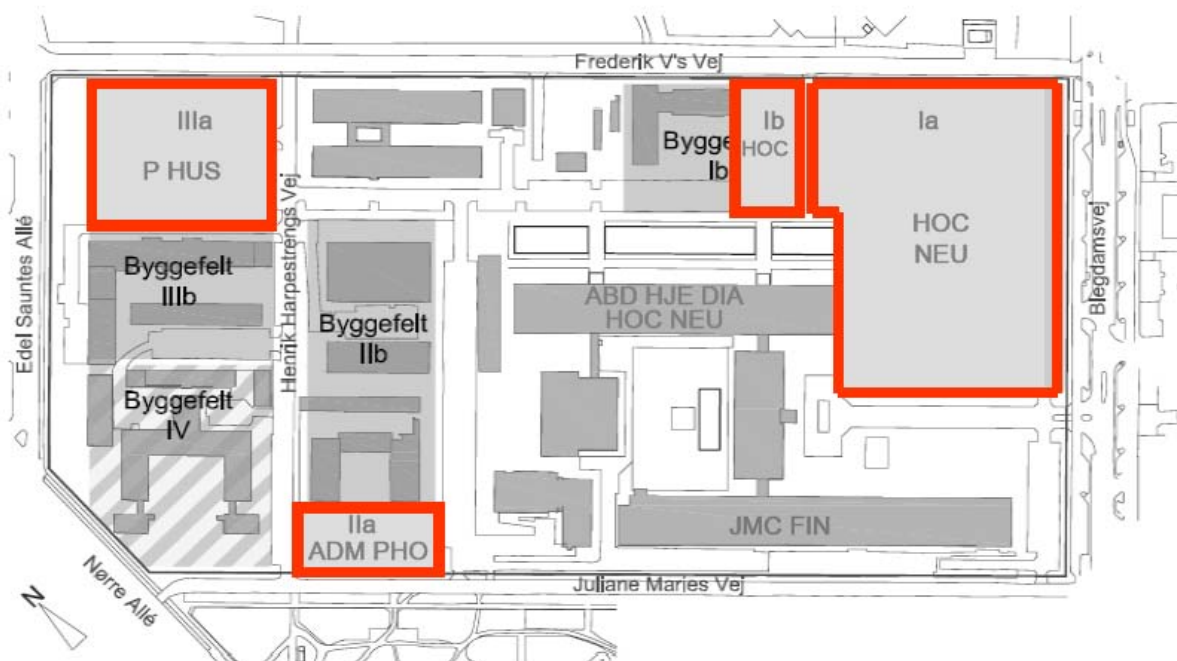 Frederik V's Vej
IIIa
P HUS
Ib
HOC
Ia
Byggefelt
Ib
HOC
NEU
Edel Sauntes Allé
Henrik Harpestrengs Vej
Blegdamsvej
Byggefelt
IIIb
ABD HJE DIA
HOC NEU
Byggefelt
IIb
Byggefelt
IV
IIa
ADM PHO
JMC FIN
Nørre Allé
Juliane Maries Vej
N